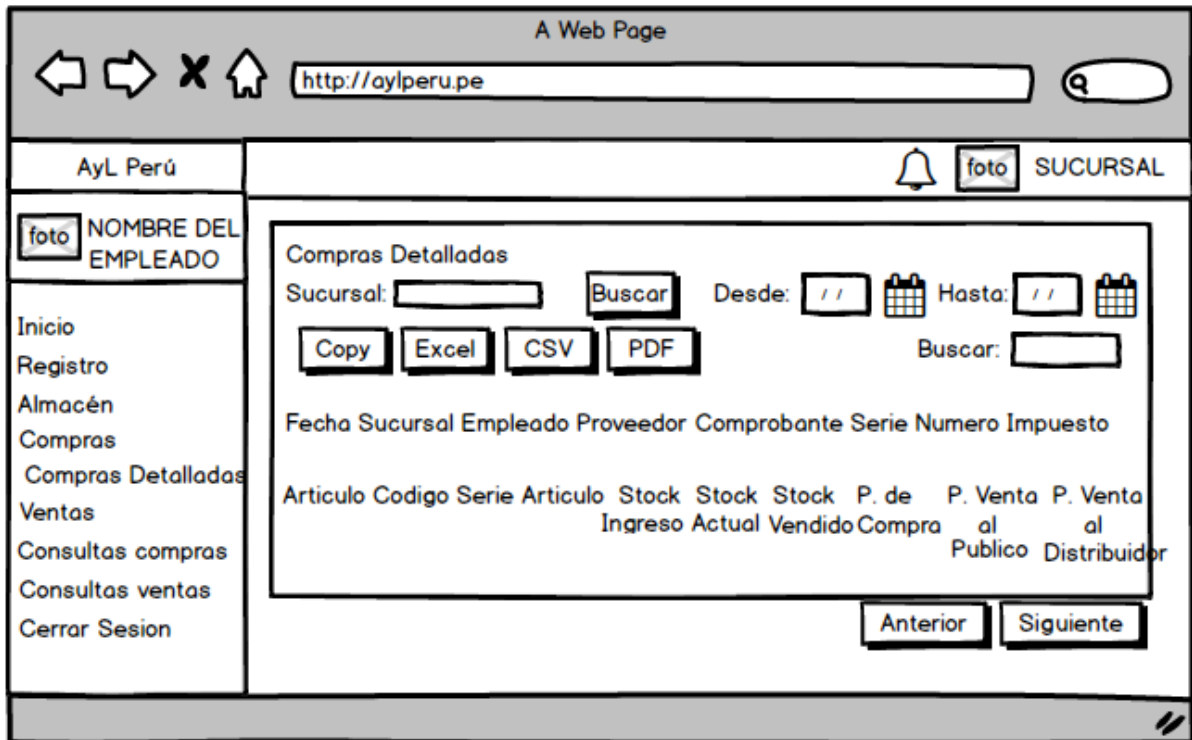 A Web Page
http://aylperu.pe
AyL Perú
foto
SUCURSAL
foto
NOMBRE DEL
EMPLEADO
Inicio
Registro
Almacén
Compras
Compras Detalladas
Ventas
Consultas compras
Consultas ventas
Cerrar Sesion
Compras Detalladas
Sucursal:
Buscar
Desde: / /
Hasta: / /
Copy
Excel
CSV
PDF
Buscar:
Fecha Sucursal Empleado Proveedor Comprobante Serie Numero Impuesto
Articulo Codigo Serie Articulo Stock Stock Stock P. de P. Venta P. Venta
Ingreso Actual Vendido Compra al al
Publico Distribuidor
Anterior
Siguiente